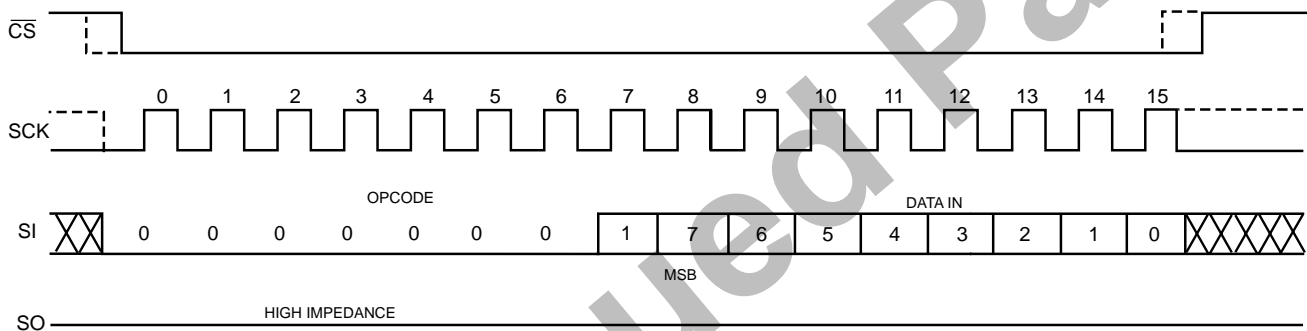 CS
0 1 2 3 4 5 6 7 8 9 10 11 12 13 14 15
SCK
OPCODE
DATA IN
SI 0 0 0 0 0 0 0 1 7 6 5 4 3 2 1 0
MSB
HIGH IMPEDANCE
SO